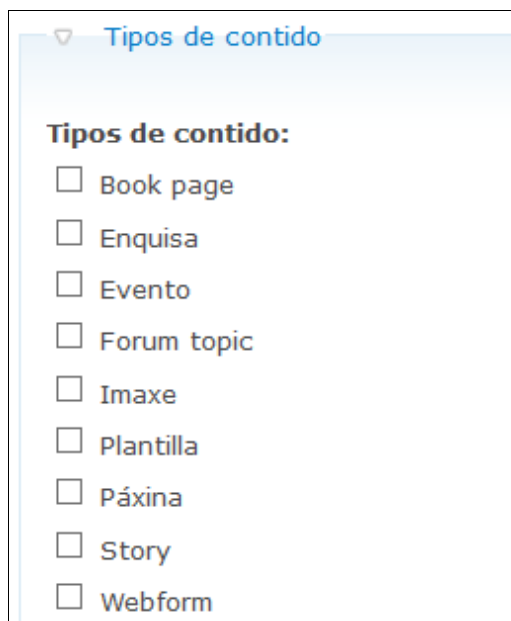 Tipos de contido
Tipos de contido:
Book page
Enquisa
Evento
Forum topic
Imaxe
Plantilla
Páxina
Story
Webform